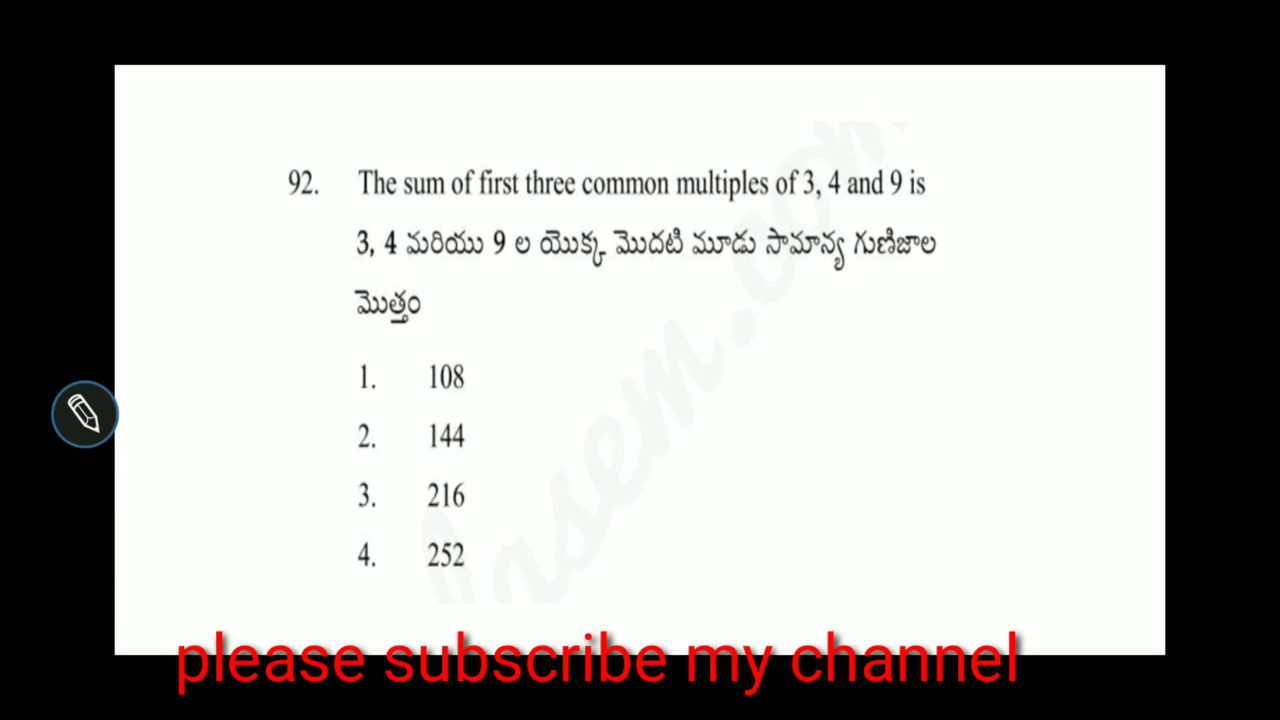 92. The sum of first three common multiples of 3, 4 and 9 is
3, 4 మరియు 9 ల యొక్క మొదటి మూడు సామాన్య గుణిజాల
మొత్తం
1. 108
2. 144
3. 216
4. 252
please subscribe my channel